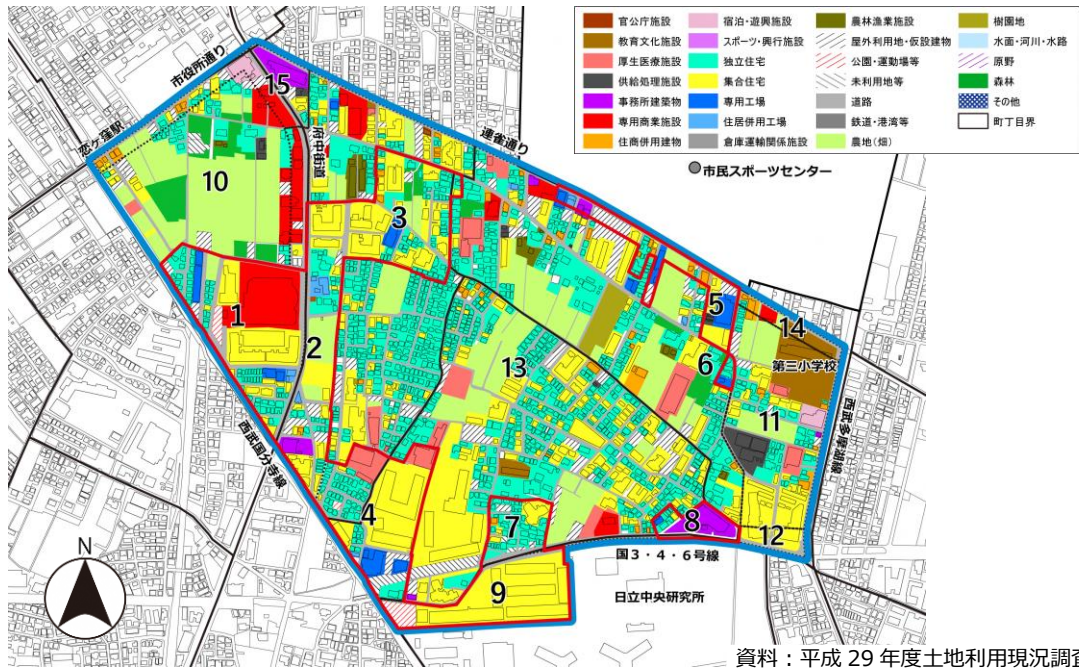 官公庁施設
教育文化施設
厚生医療施設
供給処理施設
事務所建築物
専用商業施設
住商併用建物
宿泊・遊興施設
スポーツ・興行施設
独立住宅
集合住宅
専用工場
住居併用工場
倉庫運輸関係施設
農林漁業施設
屋外利用地・仮設建物
公園・運動場等
未利用地等
道路
鉄道・港湾等
農地(畑)
樹園地
水面・河川・水路
原野
森林
その他
町丁目界
市役所通り
恋ヶ窪駅
15
府中街道
連雀通り
市民スポーツセンター
10
3
1
2
5
14
第三小学校
6
13
11
西武多摩湖線
西武国分寺線
4
7
8
12
国3・4・6号線
9
日立中央研究所
N
資料：平成 29 年度土地利用現況調査